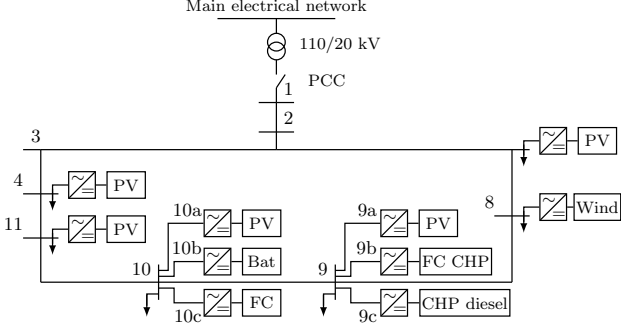 Main electrical network
110/20 kV
PCC
1
2
3
PV
4
PV
8
Wind
11
PV
10a
PV
9a
PV
10b
Bat
9b
FC CHP
10
9
10c
FC
9c
CHP diesel